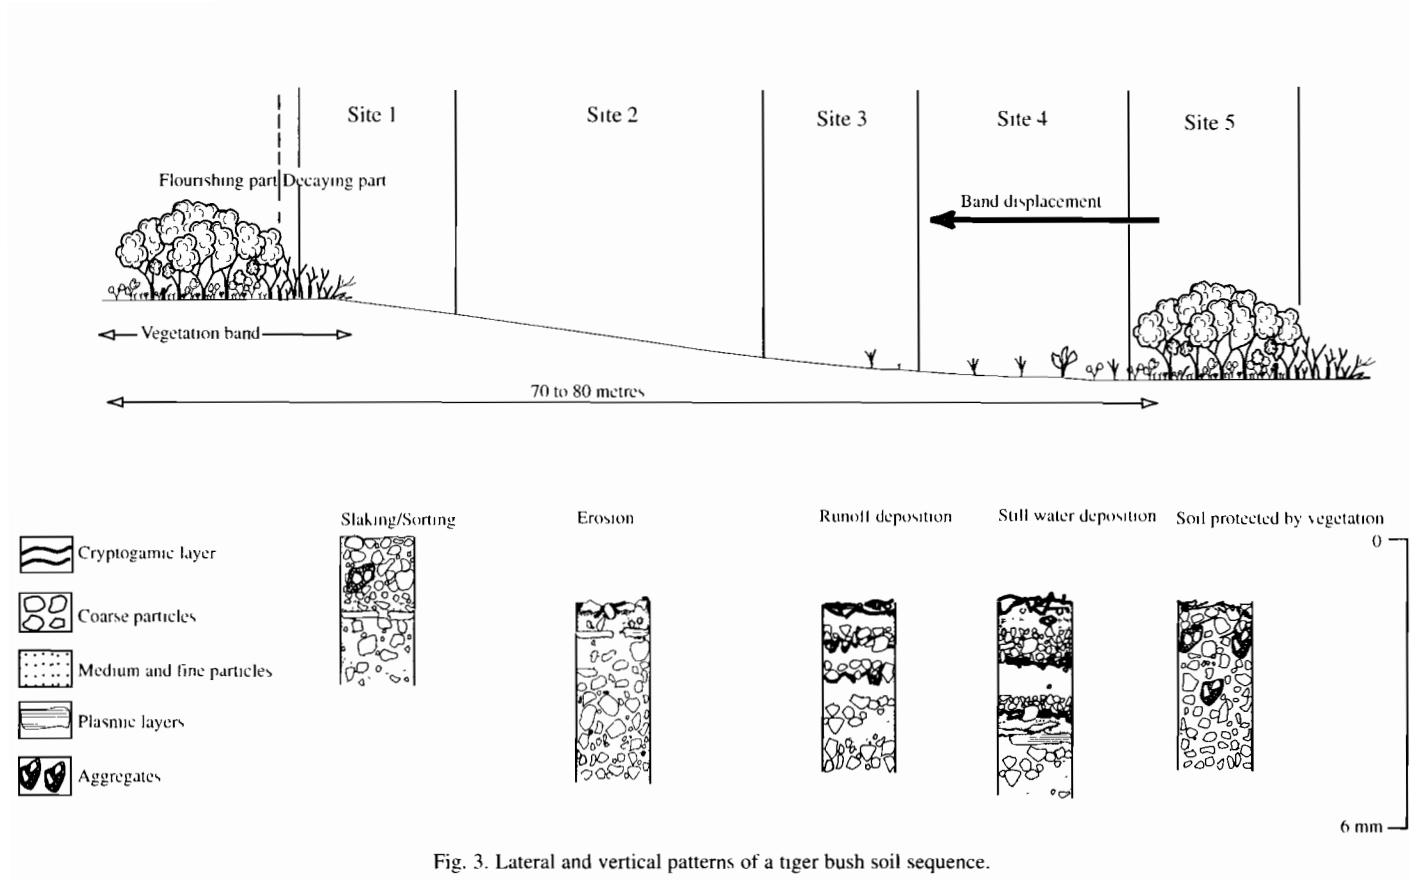 Site 1
Site 2
Site 3
Site 4
Site 5
Flourishing part Decaying part
Band displacement
Vegetation band
70 to 80 metres
Slaking/Sorting
Erosion
Runoff deposition
Still water deposition
Soil protected by vegetation
Cryptogamic layer
Coarse particles
Medium and fine particles
Plasmic layers
Aggregates
0
6 mm
Fig. 3. Lateral and vertical patterns of a tiger bush soil sequence.